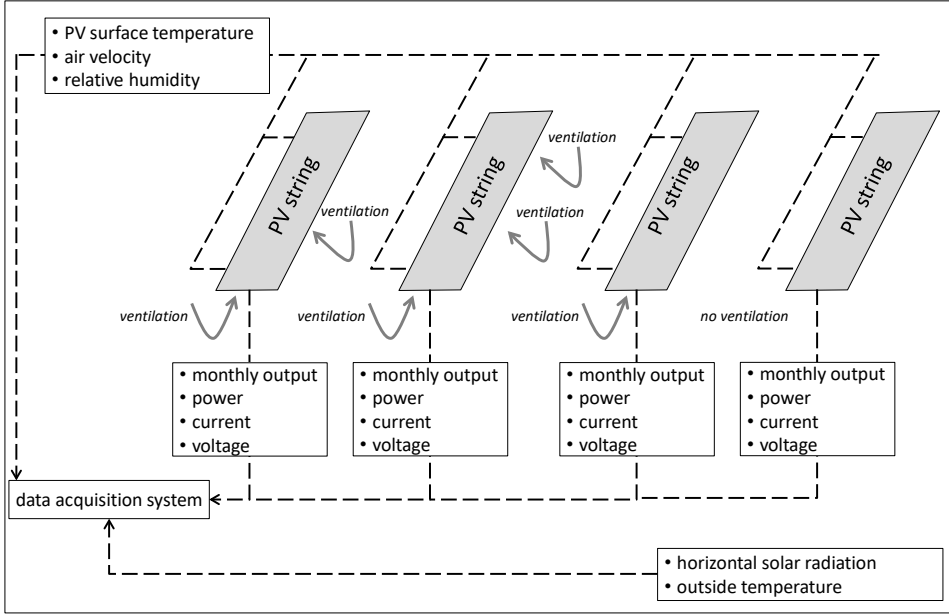 • PV surface temperature
• air velocity
• relative humidity
PV string
PV string
PV string
PV string
ventilation
ventilation
ventilation
ventilation
ventilation
ventilation
no ventilation
• monthly output
• power
• current
• voltage
• monthly output
• power
• current
• voltage
• monthly output
• power
• current
• voltage
• monthly output
• power
• current
• voltage
data acquisition system
• horizontal solar radiation
• outside temperature